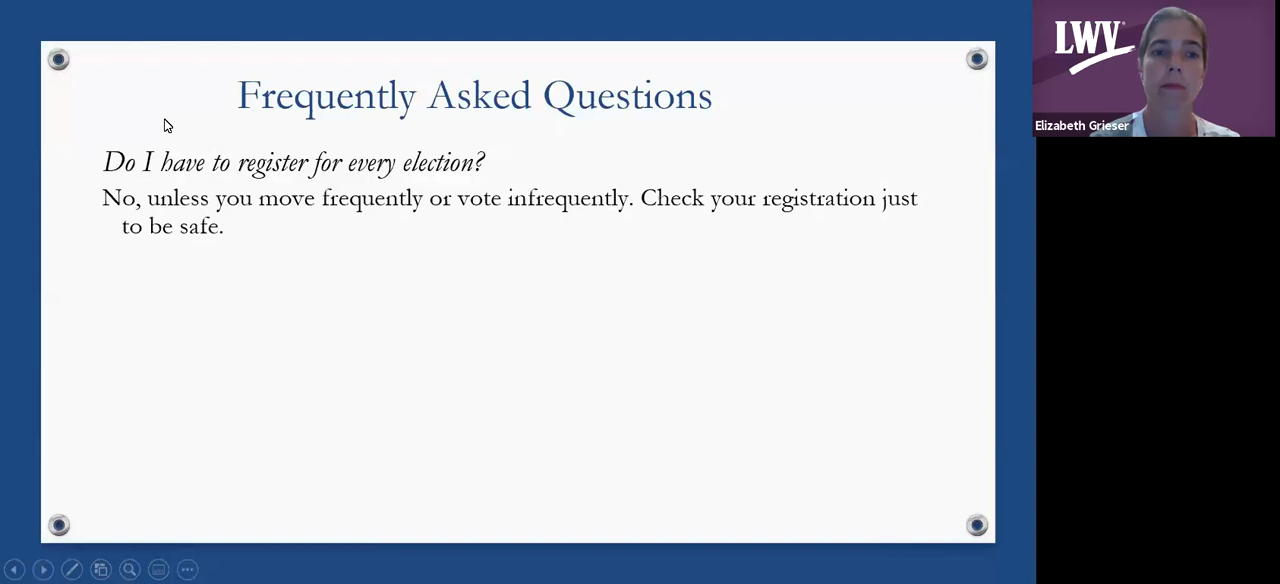 Frequently Asked Questions
Do I have to register for every election?
No, unless you move frequently or vote infrequently. Check your registration just
to be safe.
LWV
Elizabeth Grieser